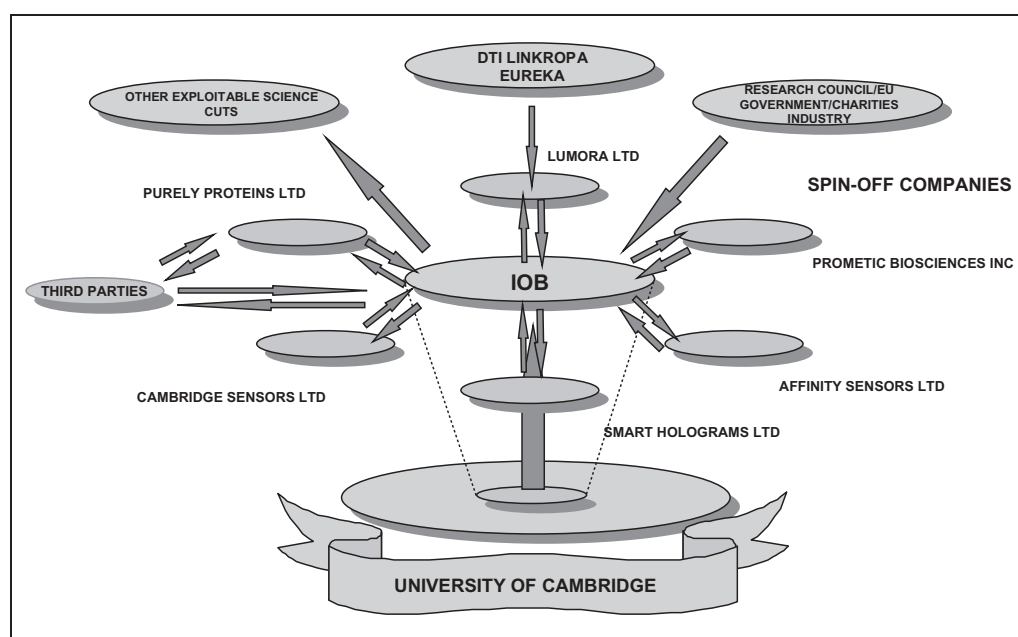 DTI LINKROPA
EUREKA
OTHER EXPLOITABLE SCIENCE
CUTS
RESEARCH COUNCIL/EU
GOVERNMENT/CHARITIES
INDUSTRY
LUMORA LTD
SPIN-OFF COMPANIES
PURELY PROTEINS LTD
PROMETIC BIOSCIENCES INC
IOB
THIRD PARTIES
AFFINITY SENSORS LTD
CAMBRIDGE SENSORS LTD
SMART HOLOGRAMS LTD
UNIVERSITY OF CAMBRIDGE